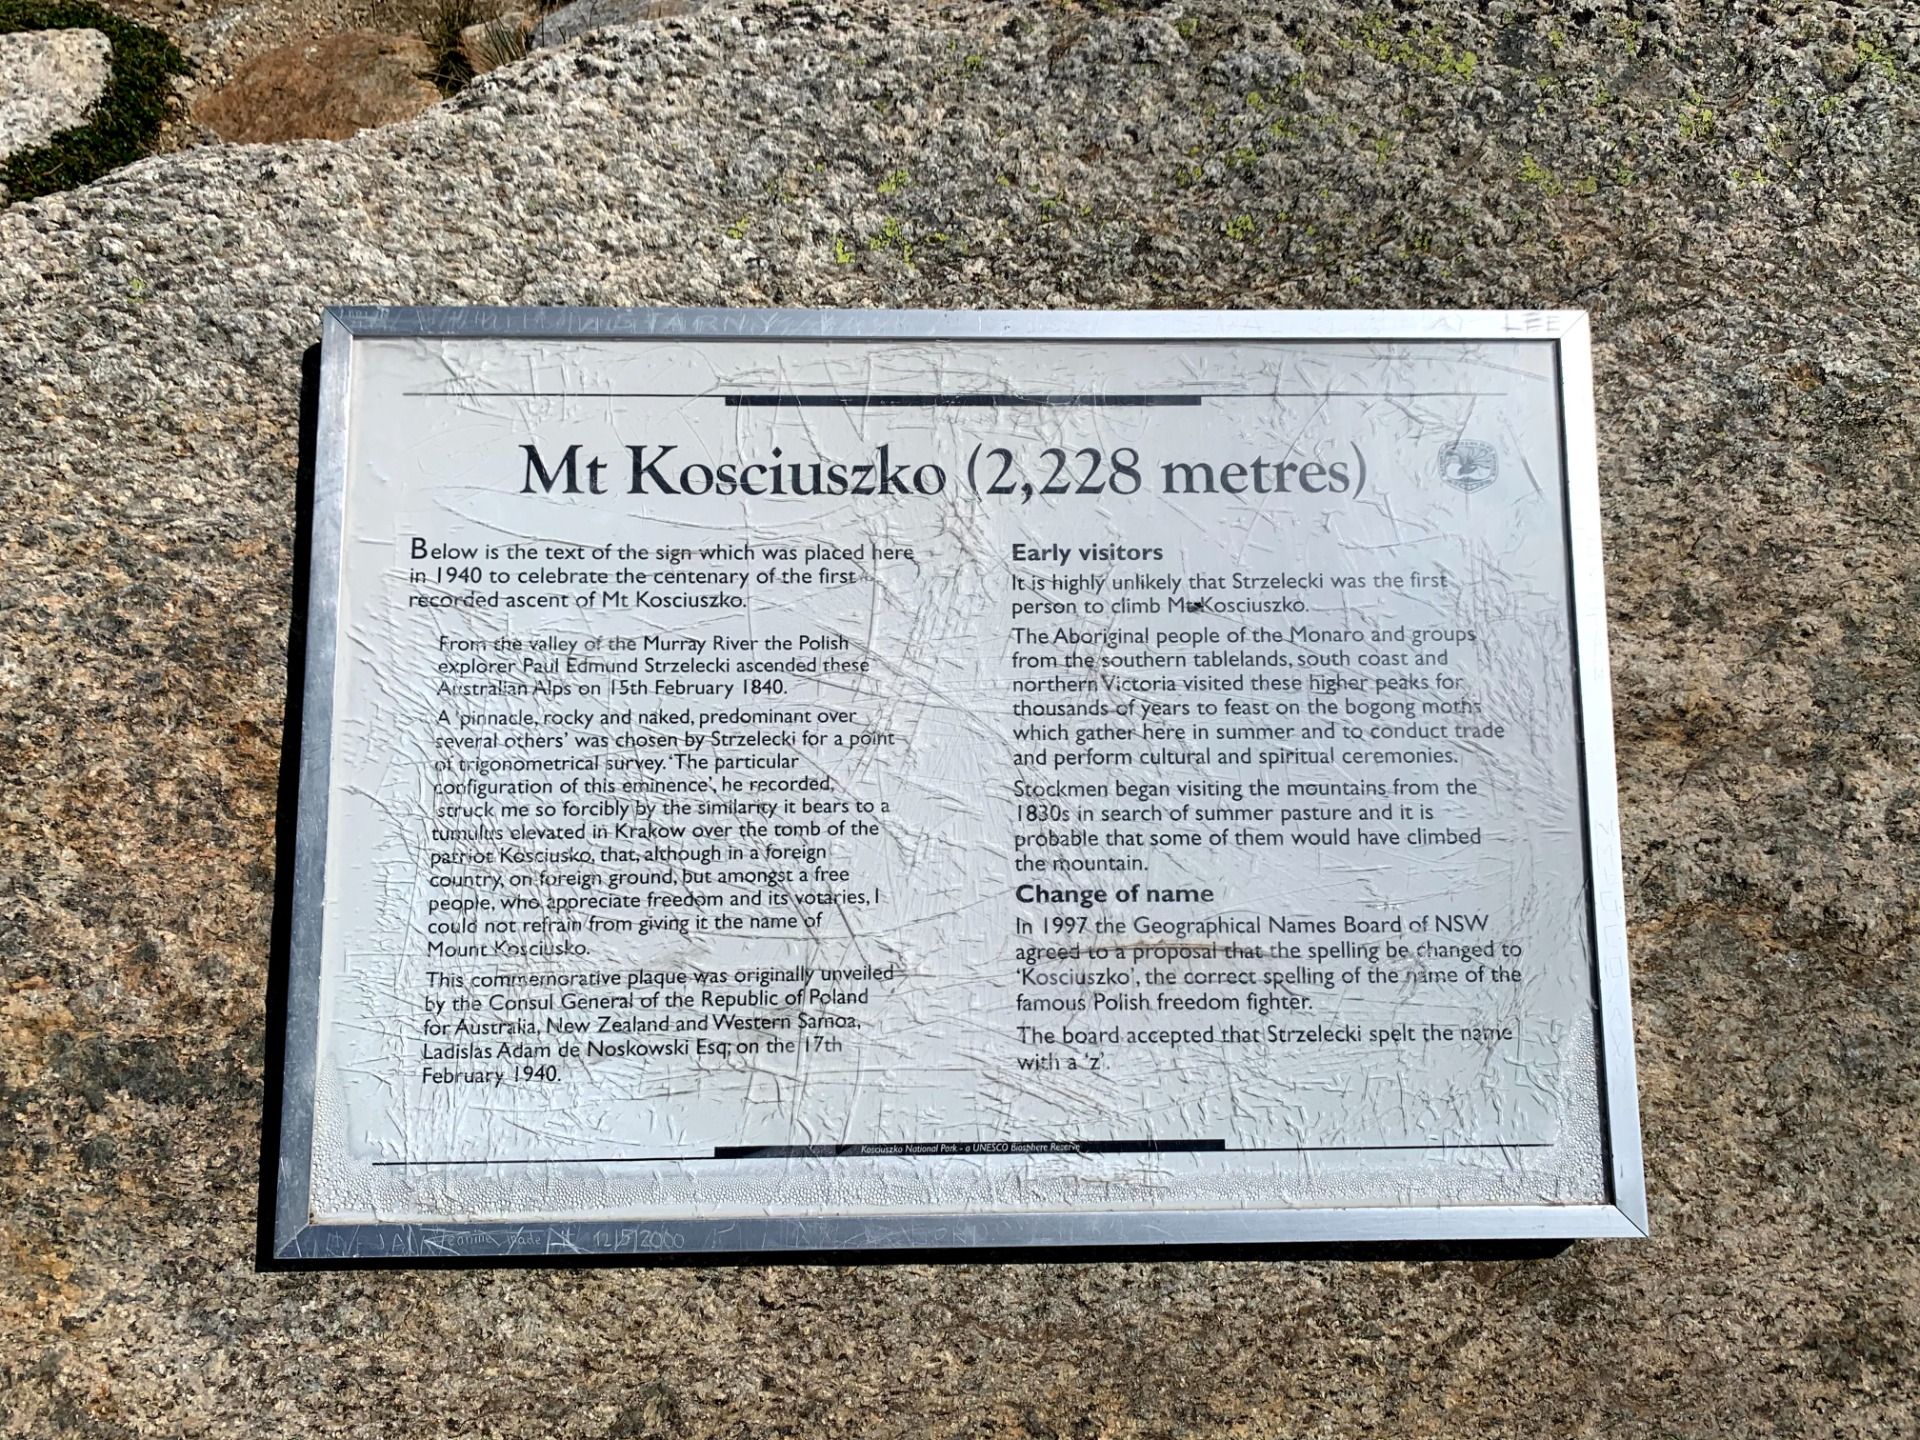 Mt Kosciuszko (2,228 metres)
Below is the text of the sign which was placed here
in 1940 to celebrate the centenary of the first
recorded ascent of Mt Kosciuszko.
From the valley of the Murray River the Polish
explorer Paul Edmund Strzelecki ascended these
Australian Alps on 15th February 1840.
A 'pinnacle, rocky and naked, predominant over
several others' was chosen by Strzelecki for a point
of trigonometrical survey. 'The particular
configuration of this eminence', he recorded,
'struck me so forcibly by the similarity it bears to a
tumulus elevated in Krakow over the tomb of the
patriot Kosciusko, that, although in a foreign
country, on foreign ground, but amongst a free
people, who appreciate freedom and its votaries, I
could not refrain from giving it the name of
Mount Kosciusko.
This commemorative plaque was originally unveiled
by the Consul General of the Republic of Poland
for Australia, New Zealand and Western Samoa,
Ladislas Adam de Noskowski Esq; on the 17th
February 1940.
Early visitors
It is highly unlikely that Strzelecki was the first
person to climb Mt Kosciuszko.
The Aboriginal people of the Monaro and groups
from the southern tablelands, south coast and
northern Victoria visited these higher peaks for
thousands of years to feast on the bogong moths
which gather here in summer and to conduct trade
and perform cultural and spiritual ceremonies.
Stockmen began visiting the mountains from the
1830s in search of summer pasture and it is
probable that some of them would have climbed
the mountain.
Change of name
In 1997 the Geographical Names Board of NSW
agreed to a proposal that the spelling be changed to
'Kosciuszko', the correct spelling of the name of the
famous Polish freedom fighter.
The board accepted that Strzelecki spelt the name
with a 'z'.
Kosciuszko National Park - a UNESCO Biosphere Reserve
LEE
12/5/2000